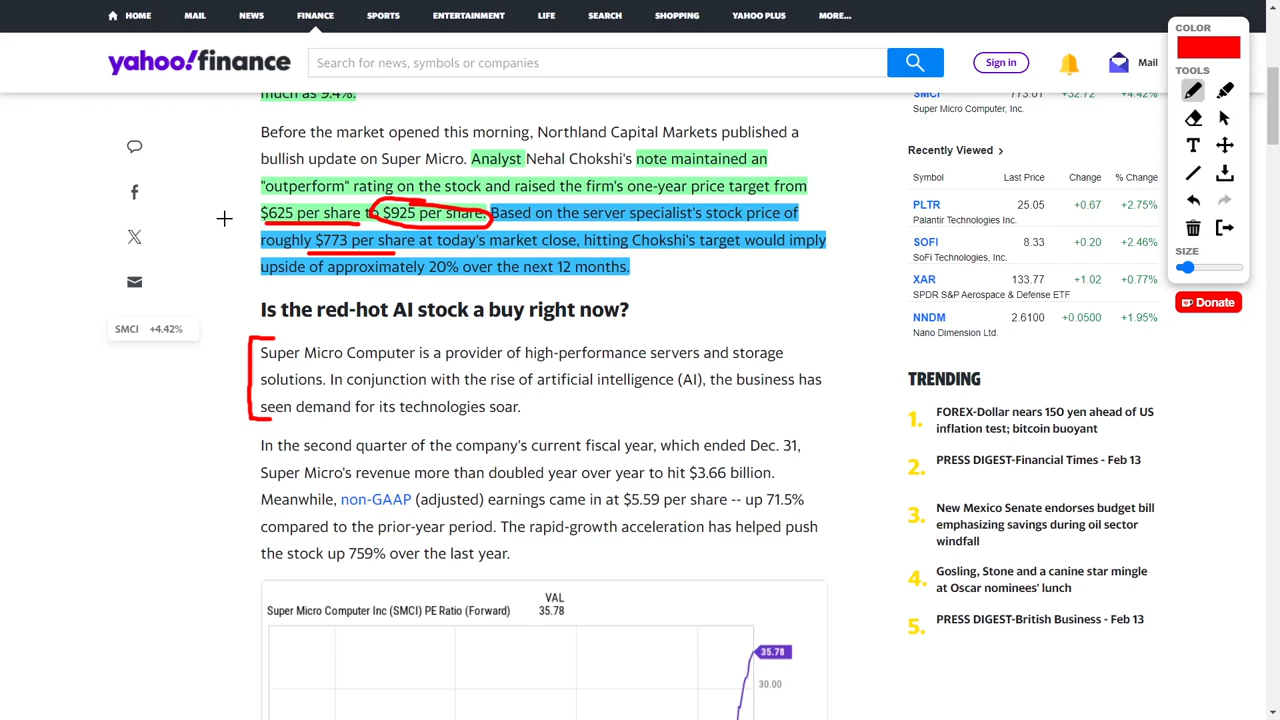 HOME MAIL NEWS FINANCE SPORTS ENTERTAINMENT LIFE SEARCH SHOPPING YAHOO PLUS MORE...
yahoo!finance
Search for news, symbols or companies
Sign in
Mail
much as 9.4%.
Before the market opened this morning, Northland Capital Markets published a
bullish update on Super Micro. Analyst Nehal Chokshi's note maintained an
"outperform" rating on the stock and raised the firm's one-year price target from
$625 per share to $925 per share. Based on the server specialist's stock price of
roughly $773 per share at today's market close, hitting Chokshi's target would imply
upside of approximately 20% over the next 12 months.
SMCI +4.42%
Is the red-hot AI stock a buy right now?
Super Micro Computer is a provider of high-performance servers and storage
solutions. In conjunction with the rise of artificial intelligence (AI), the business has
seen demand for its technologies soar.
In the second quarter of the company's current fiscal year, which ended Dec. 31,
Super Micro's revenue more than doubled year over year to hit $3.66 billion.
Meanwhile, non-GAAP (adjusted) earnings came in at $5.59 per share -- up 71.5%
compared to the prior-year period. The rapid-growth acceleration has helped push
the stock up 759% over the last year.
VAL
Super Micro Computer Inc (SMCI) PE Ratio (Forward) 35.78
35.78
30.00
SMCI 773.01 +32.72 +4.42%
Super Micro Computer, Inc.
Recently Viewed
Symbol Last Price Change % Change
PLTR 25.05 +0.67 +2.75%
Palantir Technologies Inc.
SOFI 8.33 +0.20 +2.46%
SoFi Technologies, Inc.
XAR 133.77 +1.02 +0.77%
SPDR S&P Aerospace & Defense ETF
NNDM 2.6100 +0.0500 +1.95%
Nano Dimension Ltd.
TRENDING
1. FOREX-Dollar nears 150 yen ahead of US
inflation test; bitcoin buoyant
2. PRESS DIGEST-Financial Times - Feb 13
3. New Mexico Senate endorses budget bill
emphasizing savings during oil sector
windfall
4. Gosling, Stone and a canine star mingle
at Oscar nominees' lunch
5. PRESS DIGEST-British Business - Feb 13
COLOR
TOOLS
T
SIZE
Donate